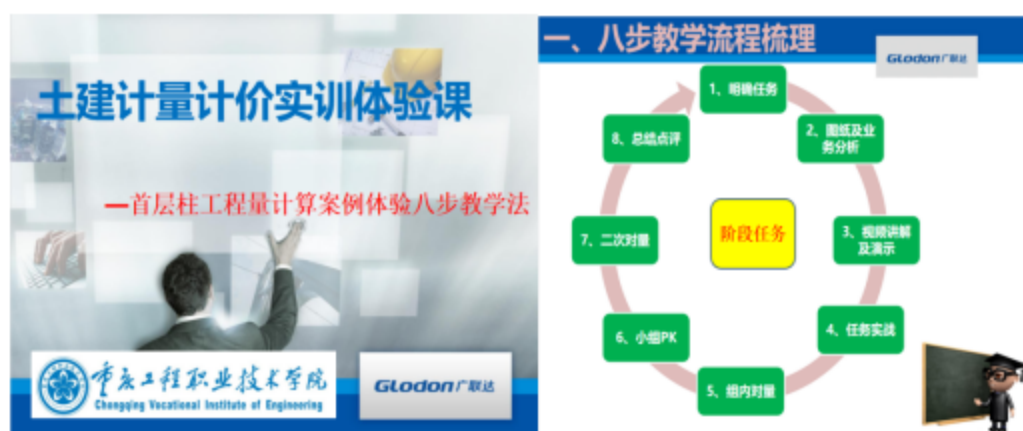 土建计量计价实训体验课
—首层柱工程量计算案例体验八步教学法
重庆工程职业技术学院
Chongqing Vocational Institute of Engineering
GLodon广联达
一、八步教学流程梳理
GLodon广联达
1、明确任务
2、图纸及业
务分析
3、视频讲解
及演示
4、任务实战
5、组内对量
6、小组PK
7、二次对量
8、总结点评
阶段任务